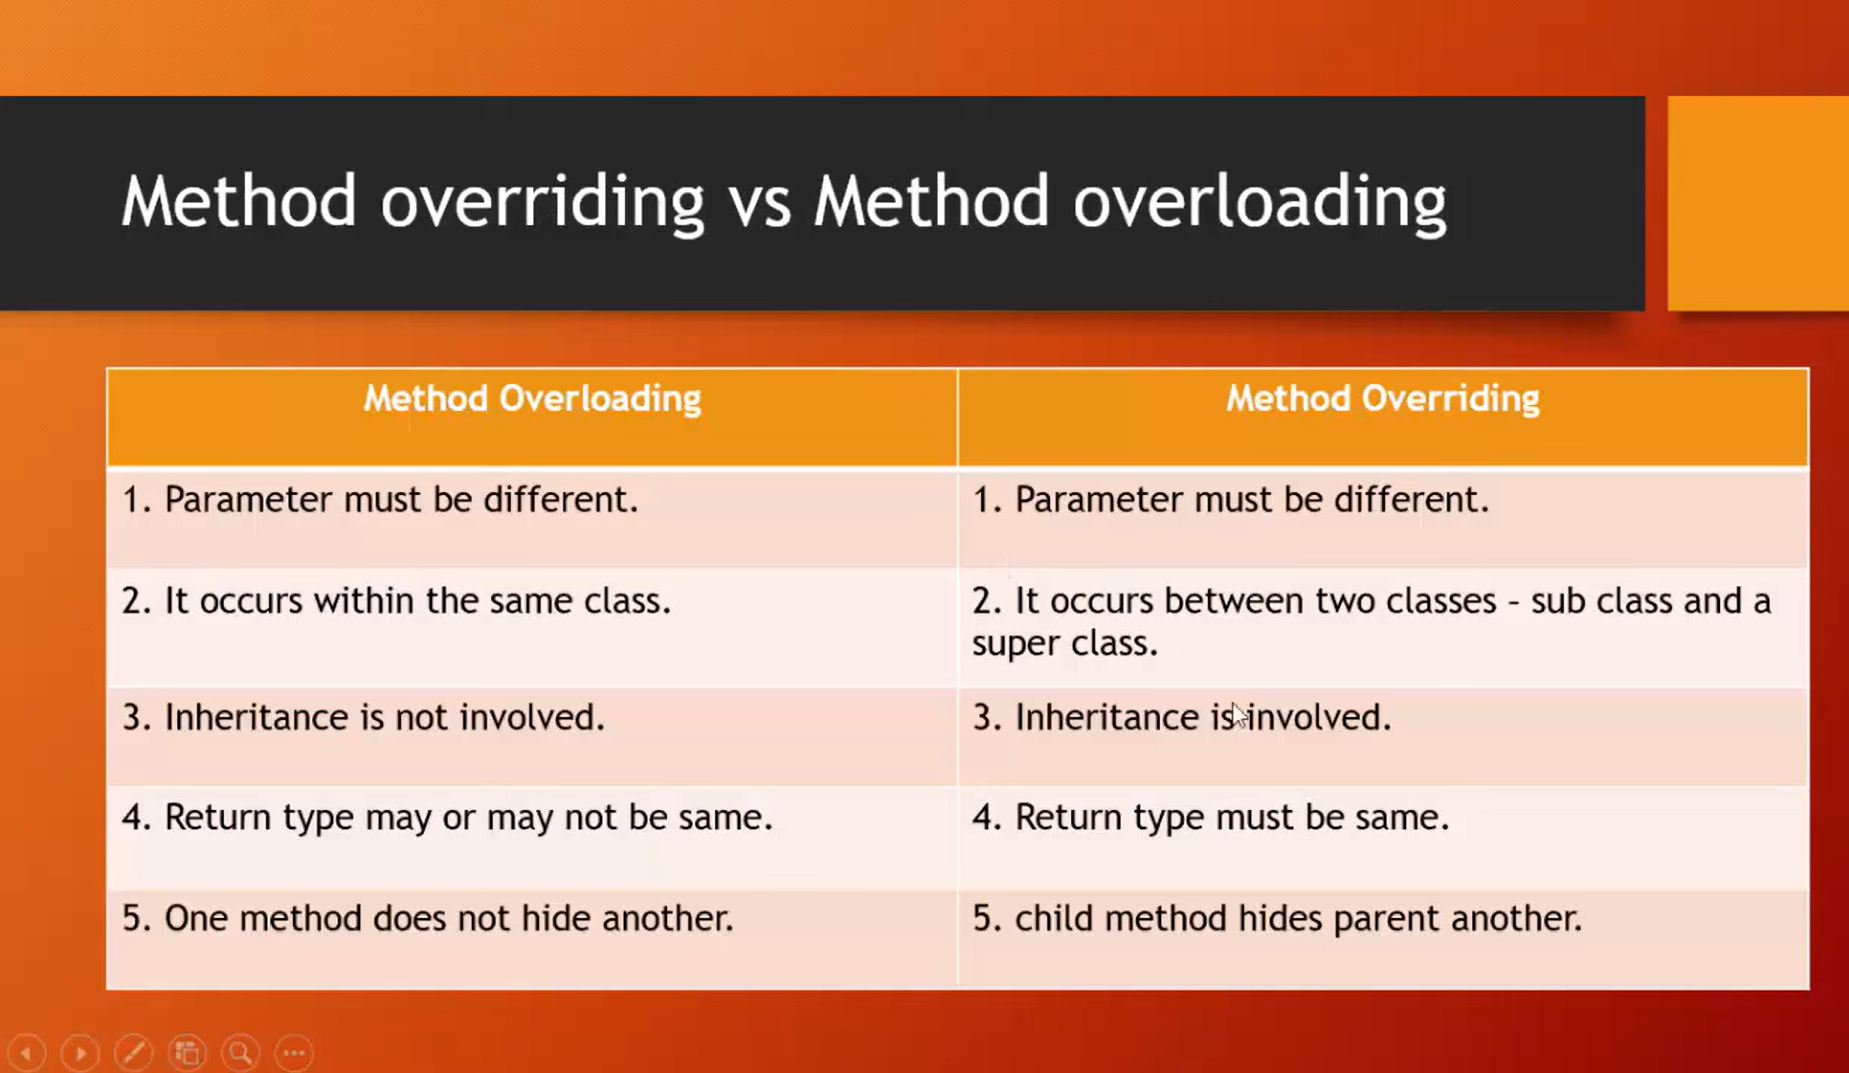 Method overriding vs Method overloading
Method Overloading
Method Overriding
1. Parameter must be different.
1. Parameter must be different.
2. It occurs within the same class.
2. It occurs between two classes – sub class and a
super class.
3. Inheritance is not involved.
3. Inheritance is involved.
4. Return type may or may not be same.
4. Return type must be same.
5. One method does not hide another.
5. child method hides parent another.